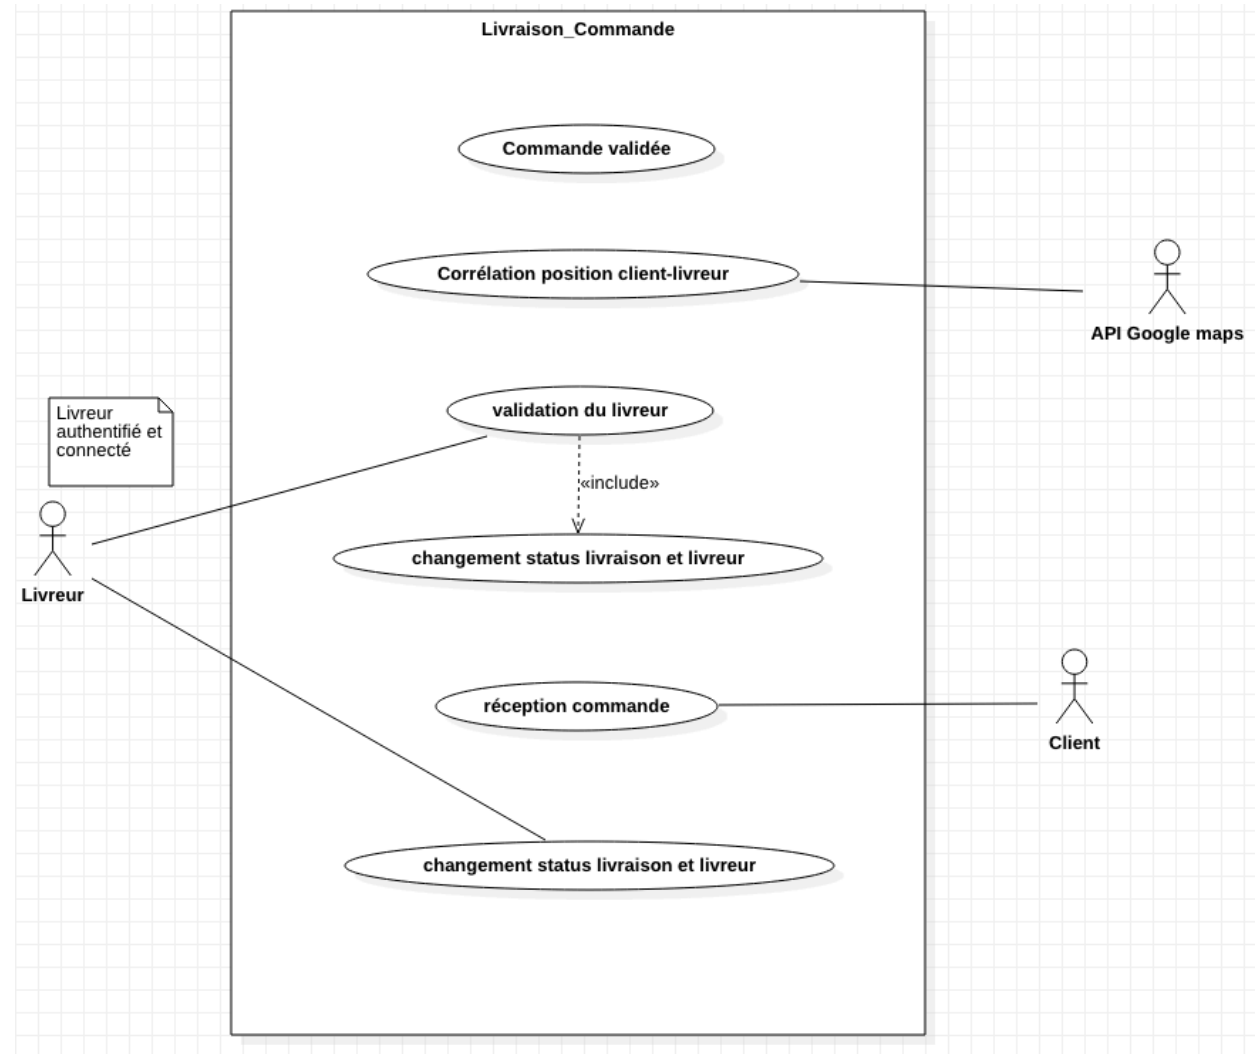 Livraison_Commande
Commande validée
Corrélation position client-livreur
API Google maps
validation du livreur
Livreur
authentifié et
connecté
«include»
changement status livraison et livreur
Livreur
réception commande
Client
changement status livraison et livreur